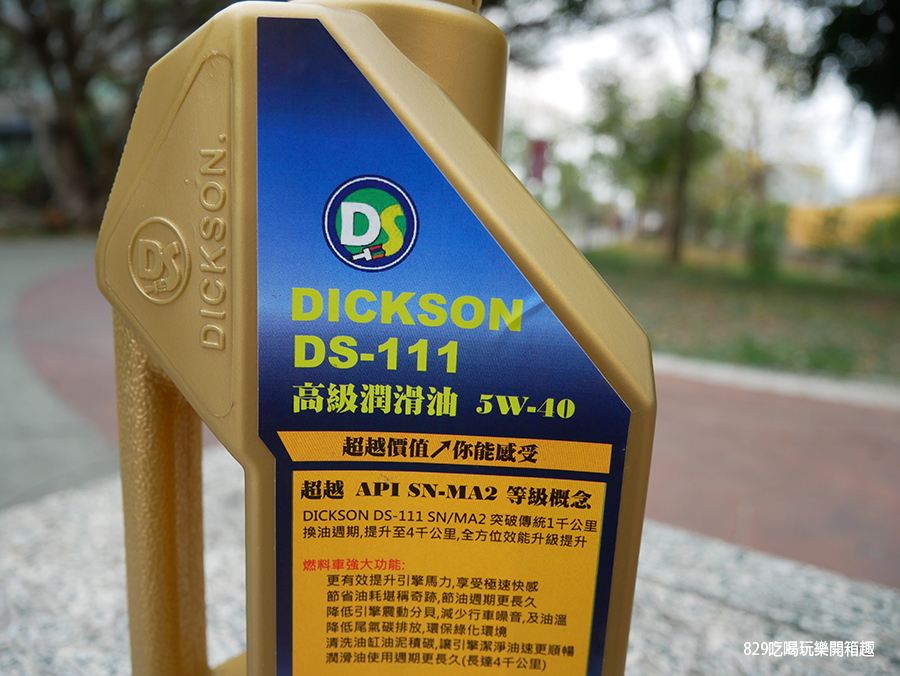 DS
DICKSON.
DS
DICKSON
DS-111
高級潤滑油 5W-40
超越價值↗你能感受
超越 API SN-MA2 等級概念
DICKSON DS-111 SN/MA2 突破傳統1千公里
換油週期,提升至4千公里,全方位效能升級提升
燃料車強大功能:
更有效提升引擎馬力,享受極速快感
節省油耗堪稱奇跡,節油週期更長久
降低引擎震動分貝,減少行車噪音,及油溫
降低尾氣碳排放,環保綠化環境
清洗油缸油泥積碳,讓引擎潔淨油速更順暢
潤滑油使用週期更長久(長達4千公里)
829吃喝玩樂開箱趣